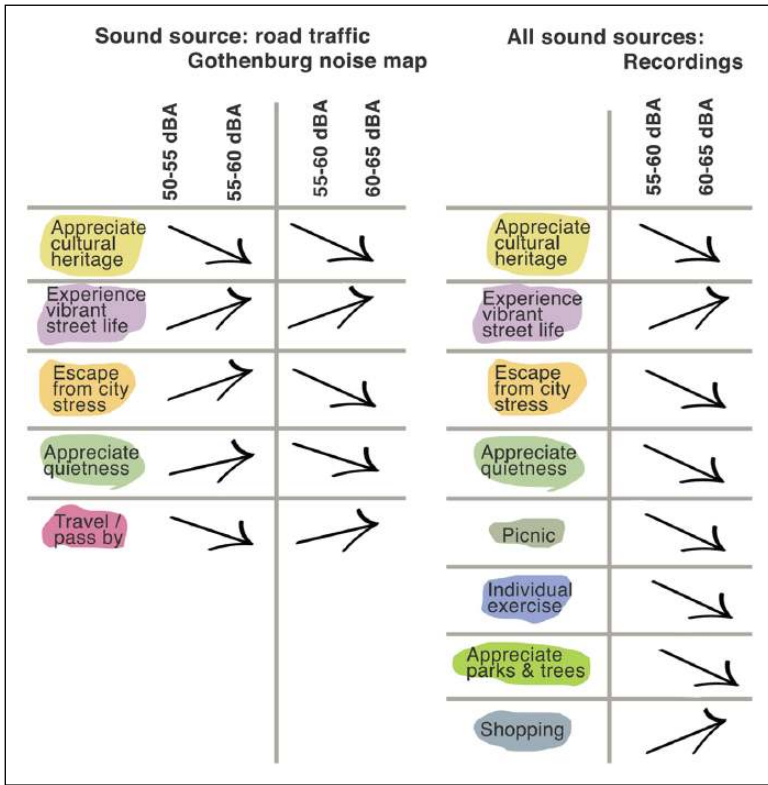 Sound source: road traffic
Gothenburg noise map
50-55 dBA
55-60 dBA
55-60 dBA
60-65 dBA
Appreciate
cultural
heritage
Experience
vibrant
street life
Escape
from city
stress
Appreciate
quietness
Travel /
pass by
All sound sources:
Recordings
55-60 dBA
60-65 dBA
Appreciate
cultural
heritage
Experience
vibrant
street life
Escape
from city
stress
Appreciate
quietness
Picnic
Individual
exercise
Appreciate
parks & trees
Shopping